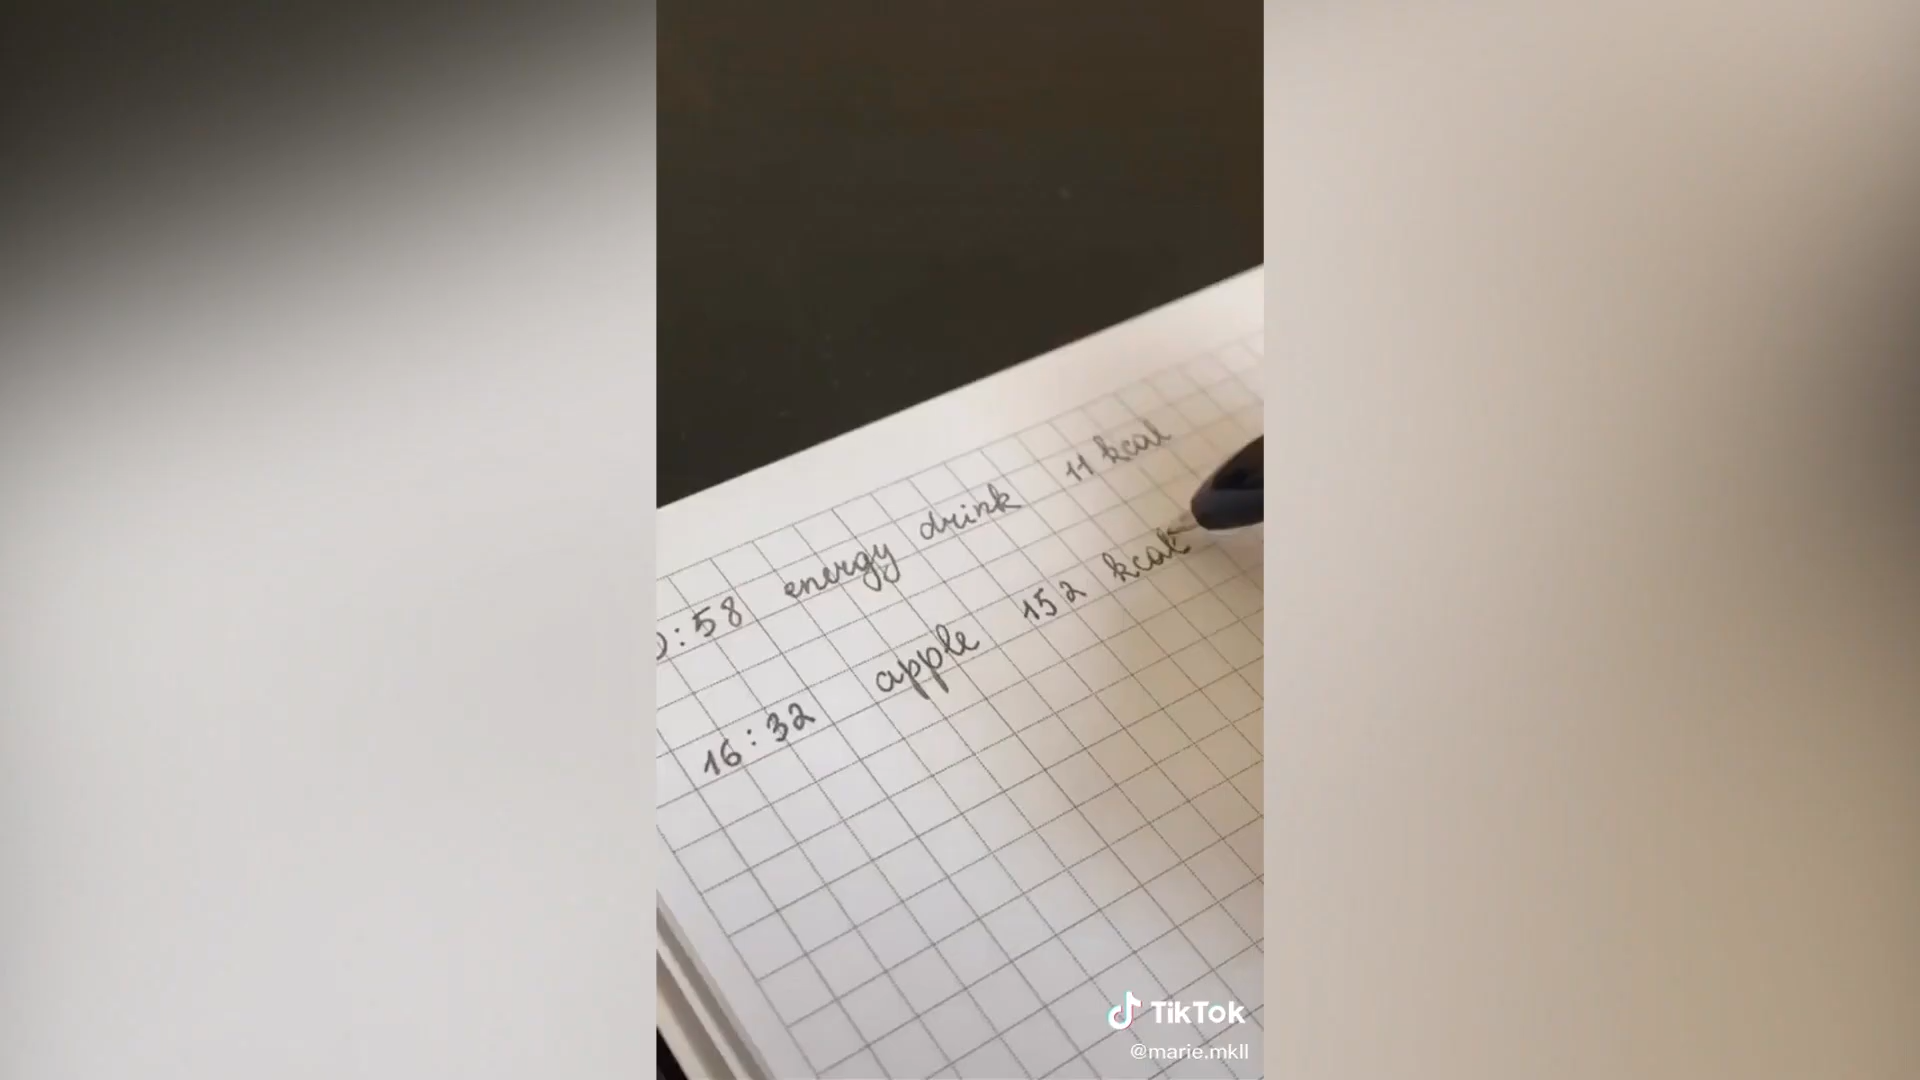 :58 energy drink 11 kcal
16:32 apple 152 kcal
TikTok
@marie.mkll